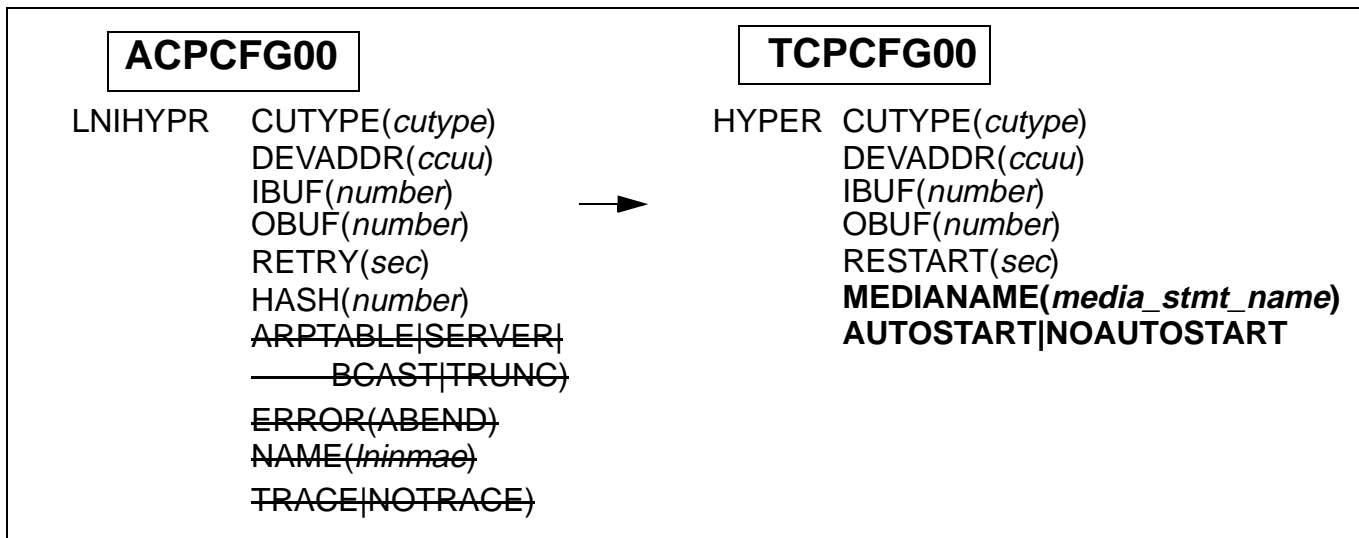 ACPCFG00
LNIHYPR CUTYPE(cutype)
DEVADDR(ccuu)
IBUF(number)
OBUF(number)
RETRY(sec)
HASH(number)
ARPTABLE|SERVER|
BCAST|TRUNC)
ERROR(ABEND)
NAME(lninmae)
TRACE|NOTRACE)
TCPCFG00
HYPER CUTYPE(cutype)
DEVADDR(ccuu)
IBUF(number)
OBUF(number)
RESTART(sec)
MEDIANAME(media_stmt_name)
AUTOSTART|NOAUTOSTART